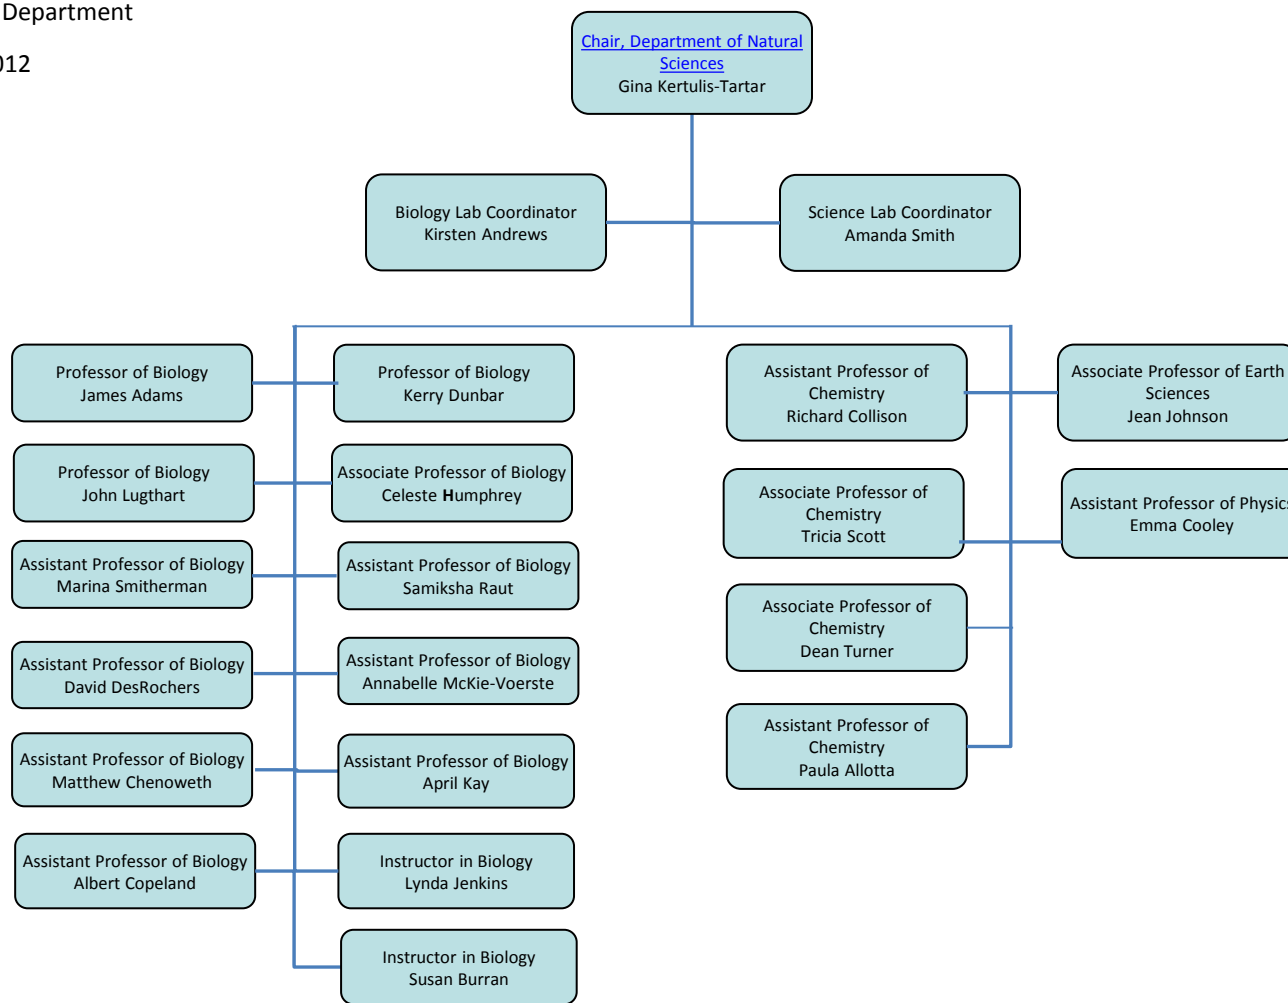 Department
012
Chair, Department of Natural
Sciences
Gina Kertulis-Tartar
Biology Lab Coordinator
Kirsten Andrews
Science Lab Coordinator
Amanda Smith
Professor of Biology
James Adams
Professor of Biology
Kerry Dunbar
Assistant Professor of
Chemistry
Richard Collison
Associate Professor of Earth
Sciences
Jean Johnson
Professor of Biology
John Lugthart
Associate Professor of Biology
Celeste Humphrey
Associate Professor of
Chemistry
Tricia Scott
Assistant Professor of Physics
Emma Cooley
Assistant Professor of Biology
Marina Smitherman
Assistant Professor of Biology
Samiksha Raut
Associate Professor of
Chemistry
Dean Turner
Assistant Professor of Biology
David DesRochers
Assistant Professor of Biology
Annabelle McKie-Voerste
Assistant Professor of
Chemistry
Paula Allotta
Assistant Professor of Biology
Matthew Chenoweth
Assistant Professor of Biology
April Kay
Assistant Professor of Biology
Albert Copeland
Instructor in Biology
Lynda Jenkins
Instructor in Biology
Susan Burran